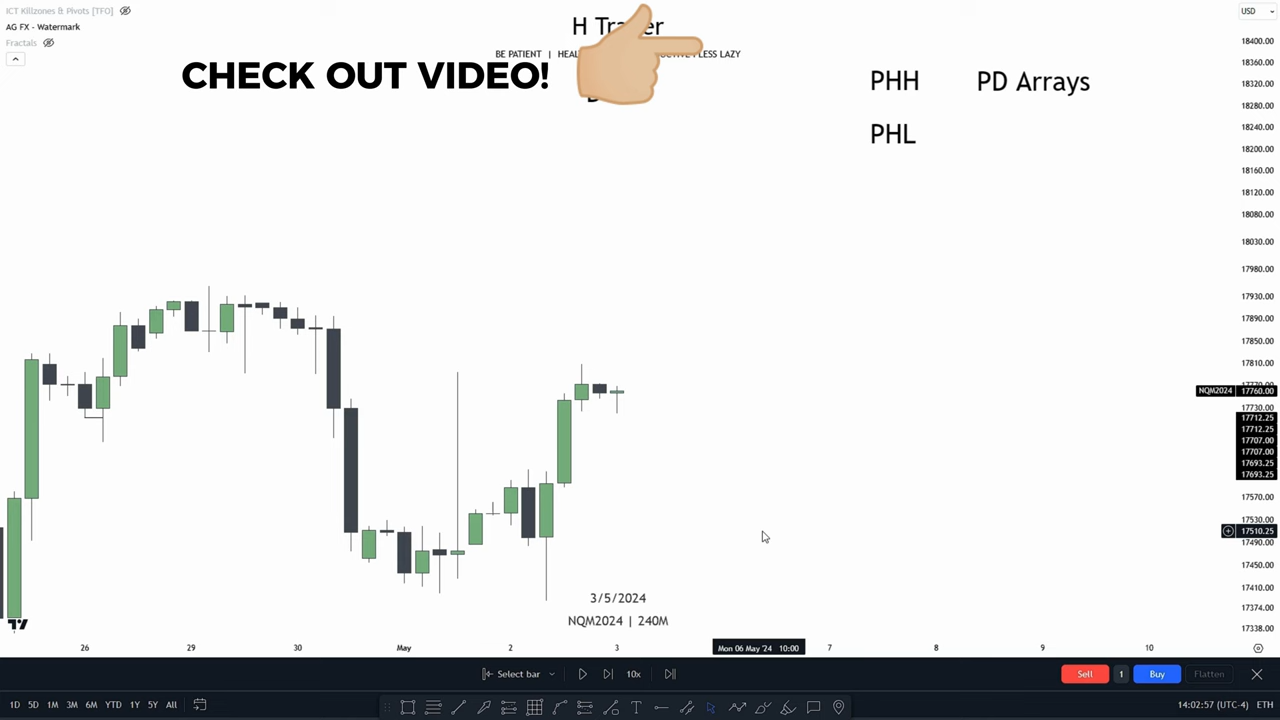 ICT Killzones & Pivots [TFO]
AG FX - Watermark
Fractals
H Tra er
BE PATIENT | HEAL LESS LAZY
CHECK OUT VIDEO!
PHH PD Arrays
PHL
USD
18400.00
18360.00
18320.00
18280.00
18240.00
18200.00
18160.00
18120.00
18080.00
18030.00
17980.00
17930.00
17890.00
17850.00
17810.00
NQM2024 17760.00
17730.00
17712.25
17712.25
17707.00
17707.00
17693.25
17693.25
17570.00
17530.00
17510.25
17490.00
17450.00
17410.00
17374.00
17338.00
3/5/2024
NQM2024 | 240M
26 29 30 May 2 3 Mon 06 May '24 10:00 7 8 9 10
Select bar 10x Sell 1 Buy Flatten
1D 5D 1M 3M 6M YTD 1Y 5Y All 14:02:57 (UTC-4) ETH